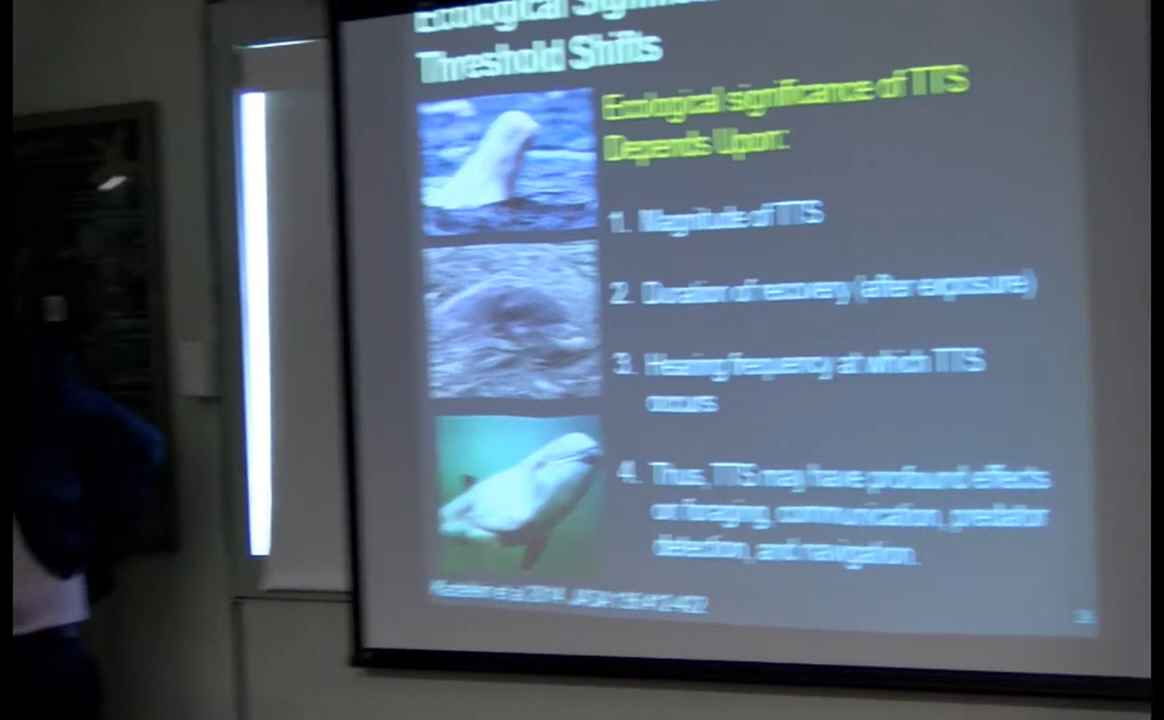 Ecological
Threshold Shifts
Ecological significance of TTS
Depends Upon:
1. Magnitude of TTS
2. Duration of recovery (after exposure)
3. Hearing frequency at which TTS
occurs
4. Thus, TTS may have profound effects
on foraging, communication, predator
detection, and navigation.